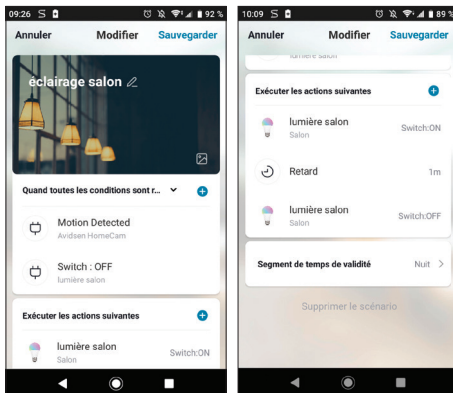 09:26 92 %
Annuler Modifier Sauvegarder
éclairage salon
Quand toutes les conditions sont r...
Motion Detected
Avidsen HomeCam
Switch : OFF
lumière salon
Exécuter les actions suivantes
lumière salon
Salon
Switch:ON
10:09 89 %
Annuler Modifier Sauvegarder
lumière salon
Exécuter les actions suivantes
lumière salon
Salon
Switch:ON
Retard 1m
lumière salon
Salon
Switch:OFF
Segment de temps de validité Nuit
Supprimer le scénario